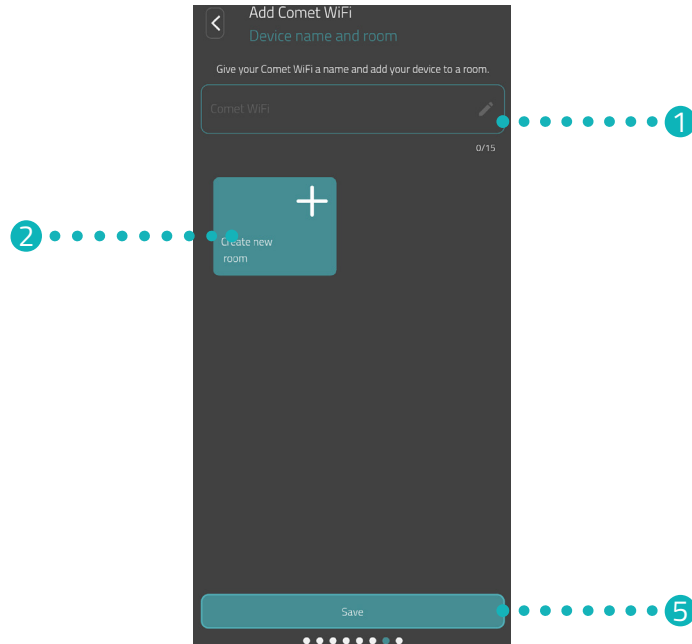 Add Comet WiFi
Device name and room
Give your Comet WiFi a name and add your device to a room.
Comet WiFi
1
0/15
2
Create new
room
Save
5